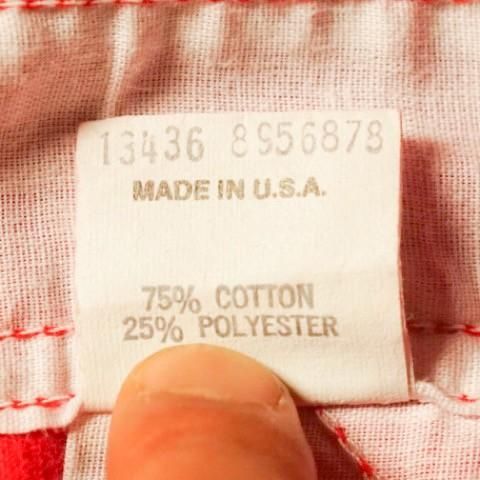 13436 8956878
MADE IN U.S.A.
75% COTTON
25% POLYESTER